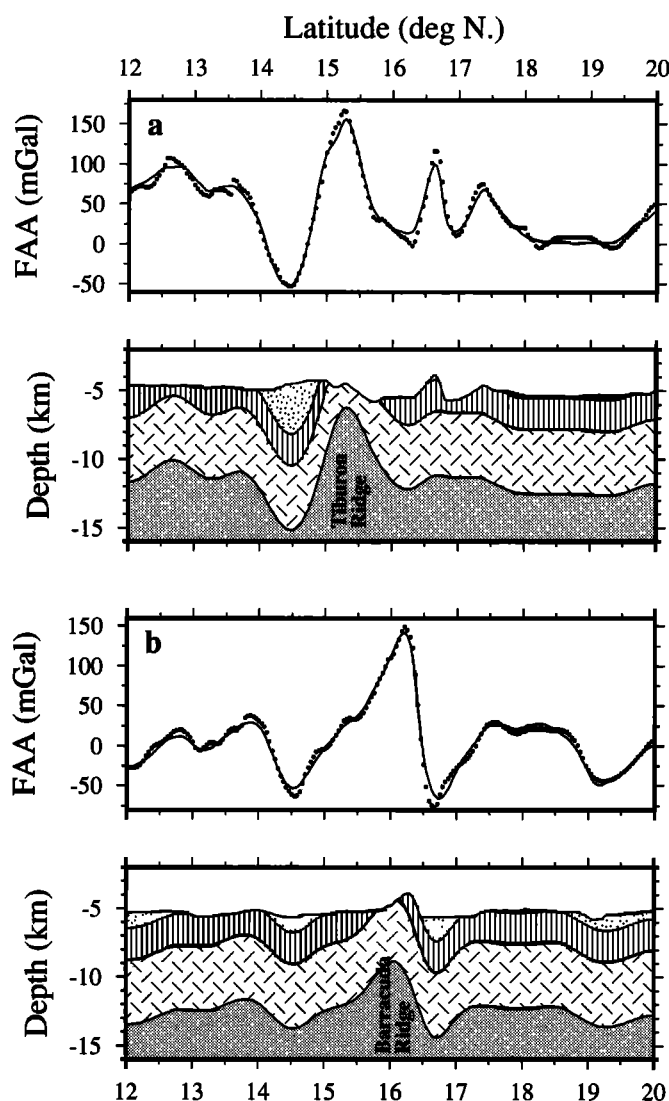 Latitude (deg N.)
12 13 14 15 16 17 18 19 20
a
FAA (mGal)
150
100
50
0
-50
Depth (km)
-5
-10
-15
Tiburon
Ridge
b
FAA (mGal)
150
100
50
0
-50
Depth (km)
-5
-10
-15
Barracuda
Ridge
12 13 14 15 16 17 18 19 20